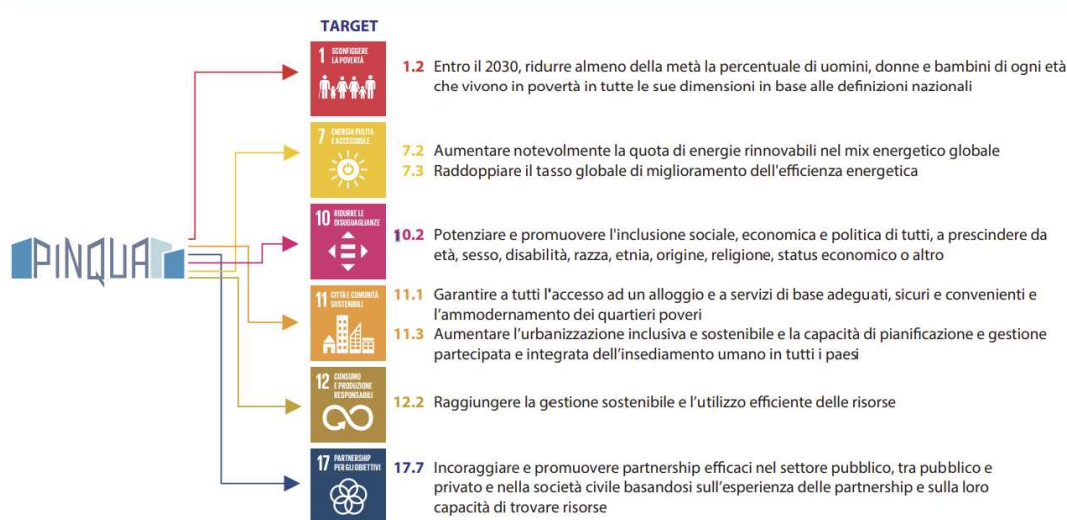 TARGET
1 SCONFIGGERE
LA POVERTÀ
1.2 Entro il 2030, ridurre almeno della metà la percentuale di uomini, donne e bambini di ogni età
che vivono in povertà in tutte le sue dimensioni in base alle definizioni nazionali
7 ENERGIA PULITA
E ACCESSIBILE
7.2 Aumentare notevolmente la quota di energie rinnovabili nel mix energetico globale
7.3 Raddoppiare il tasso globale di miglioramento dell'efficienza energetica
10 RIDURRE LE
DISUGUAGLIANZE
10.2 Potenziare e promuovere l'inclusione sociale, economica e politica di tutti, a prescindere da
età, sesso, disabilità, razza, etnia, origine, religione, status economico o altro
PINQUA
11 CITTÀ E COMUNITÀ
SOSTENIBILI
11.1 Garantire a tutti l'accesso ad un alloggio e a servizi di base adeguati, sicuri e convenienti e
l’ammodernamento dei quartieri poveri
11.3 Aumentare l’urbanizzazione inclusiva e sostenibile e la capacità di pianificazione e gestione
partecipata e integrata dell’insediamento umano in tutti i paesi
12 CONSUMO
E PRODUZIONE
RESPONSABILI
12.2 Raggiungere la gestione sostenibile e l’utilizzo efficiente delle risorse
17 PARTNERSHIP
PER GLI OBIETTIVI
17.7 Incoraggiare e promuovere partnership efficaci nel settore pubblico, tra pubblico e
privato e nella società civile basandosi sull’esperienza delle partnership e sulla loro
capacità di trovare risorse